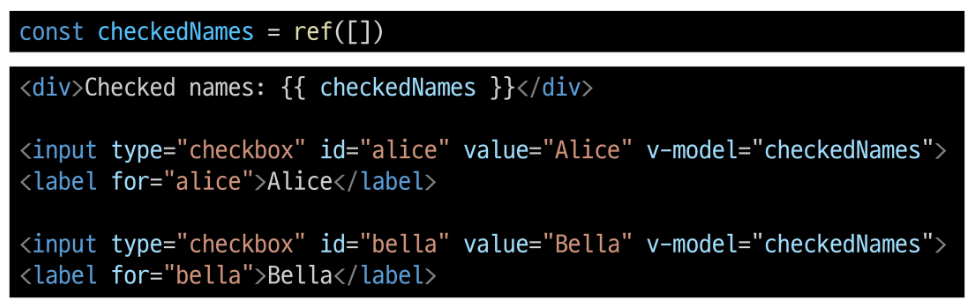 const checkedNames = ref([])
<div>Checked names: {{ checkedNames }}</div>
<input type="checkbox" id="alice" value="Alice" v-model="checkedNames">
<label for="alice">Alice</label>
<input type="checkbox" id="bella" value="Bella" v-model="checkedNames">
<label for="bella">Bella</label>